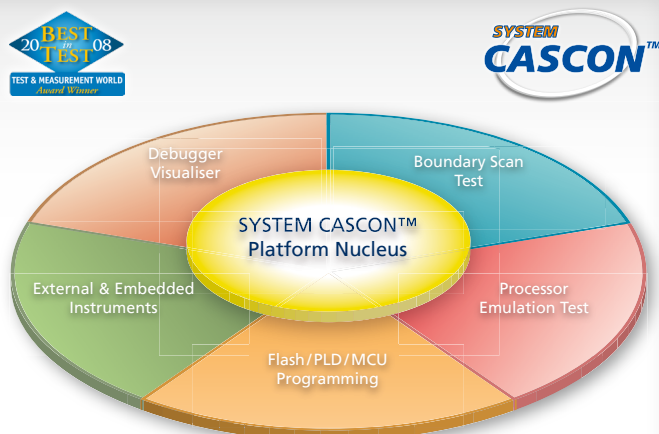 BEST
20 in 08
TEST
TEST & MEASUREMENT WORLD
Award Winner
SYSTEM
CASCON™
Debugger
Visualiser
Boundary Scan
Test
SYSTEM CASCON™
Platform Nucleus
External & Embedded
Instruments
Processor
Emulation Test
Flash/PLD/MCU
Programming